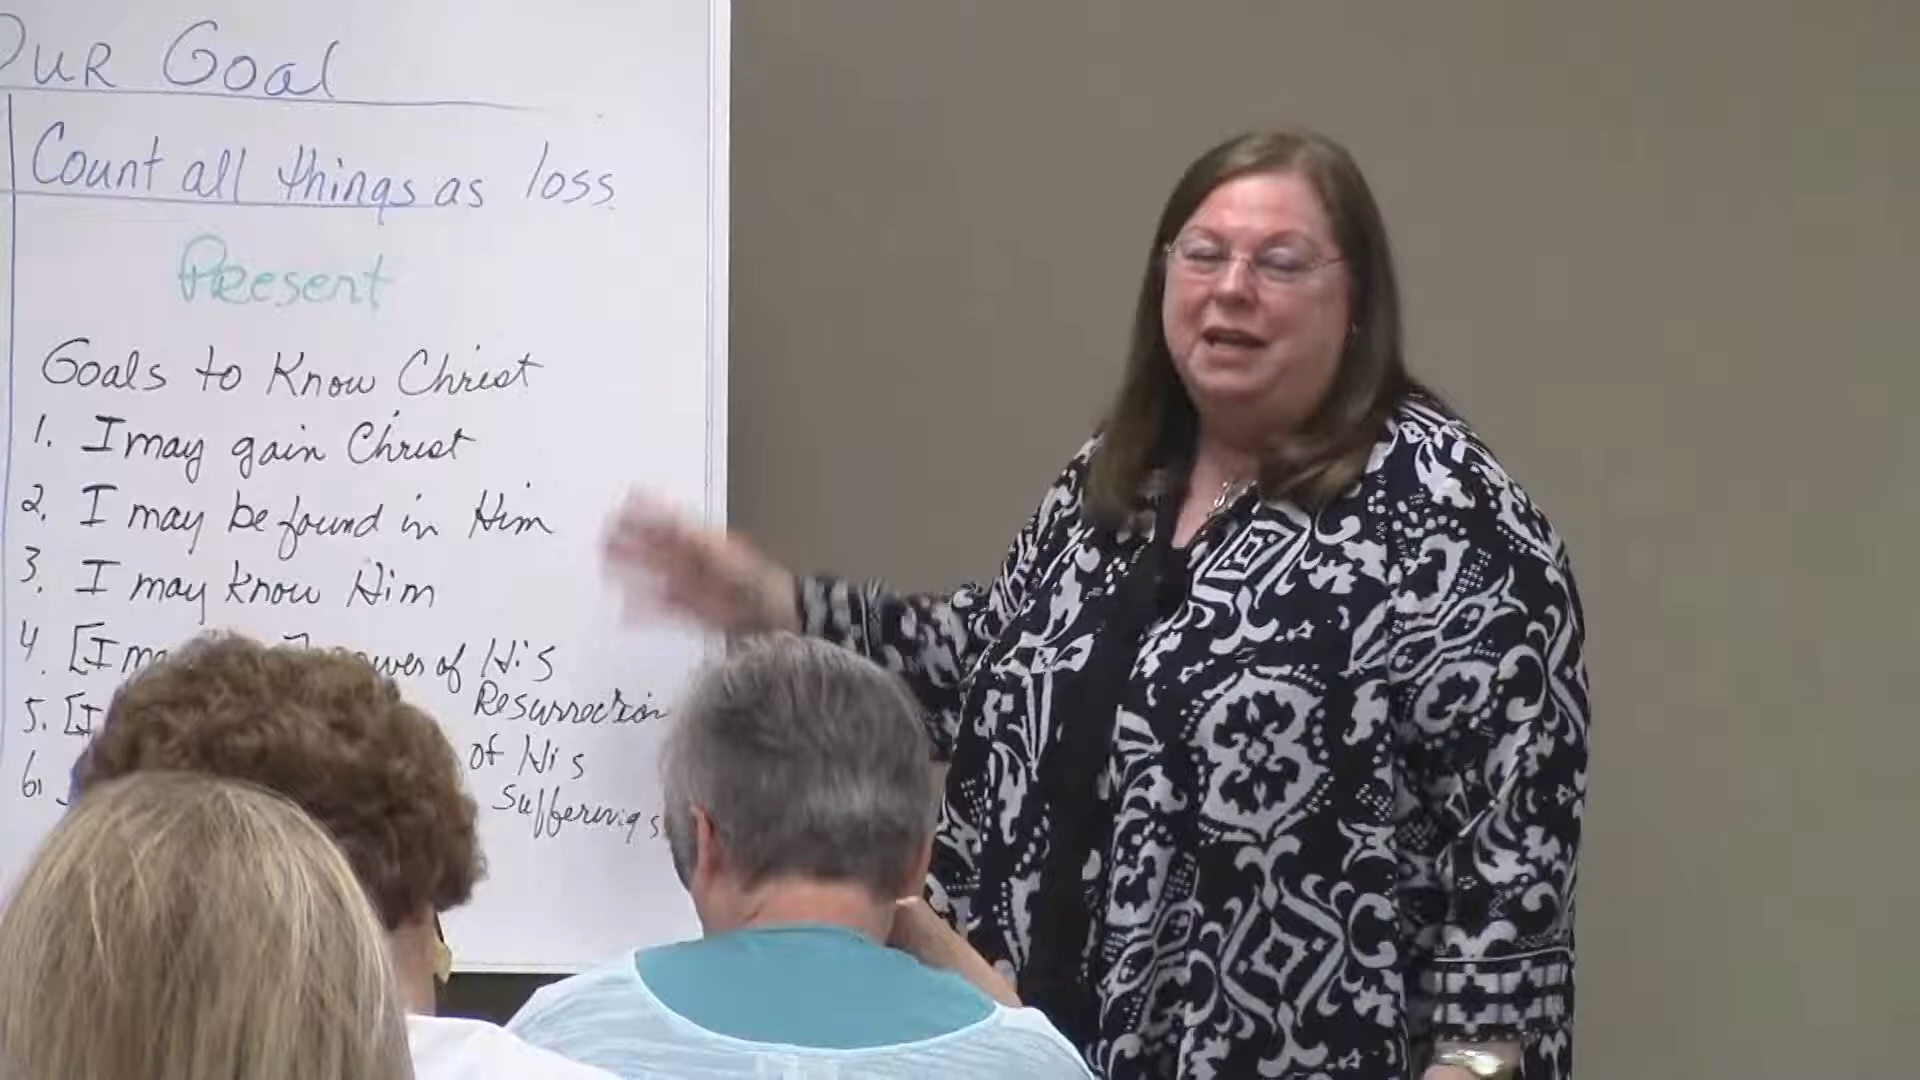 OUR Goal
Count all things as loss.
Present
Goals to Know Christ
1. I may gain Christ
2. I may be found in Him
3. I may know Him
4. [I of His
Resurrection
5. [I
of His
6.
sufferings